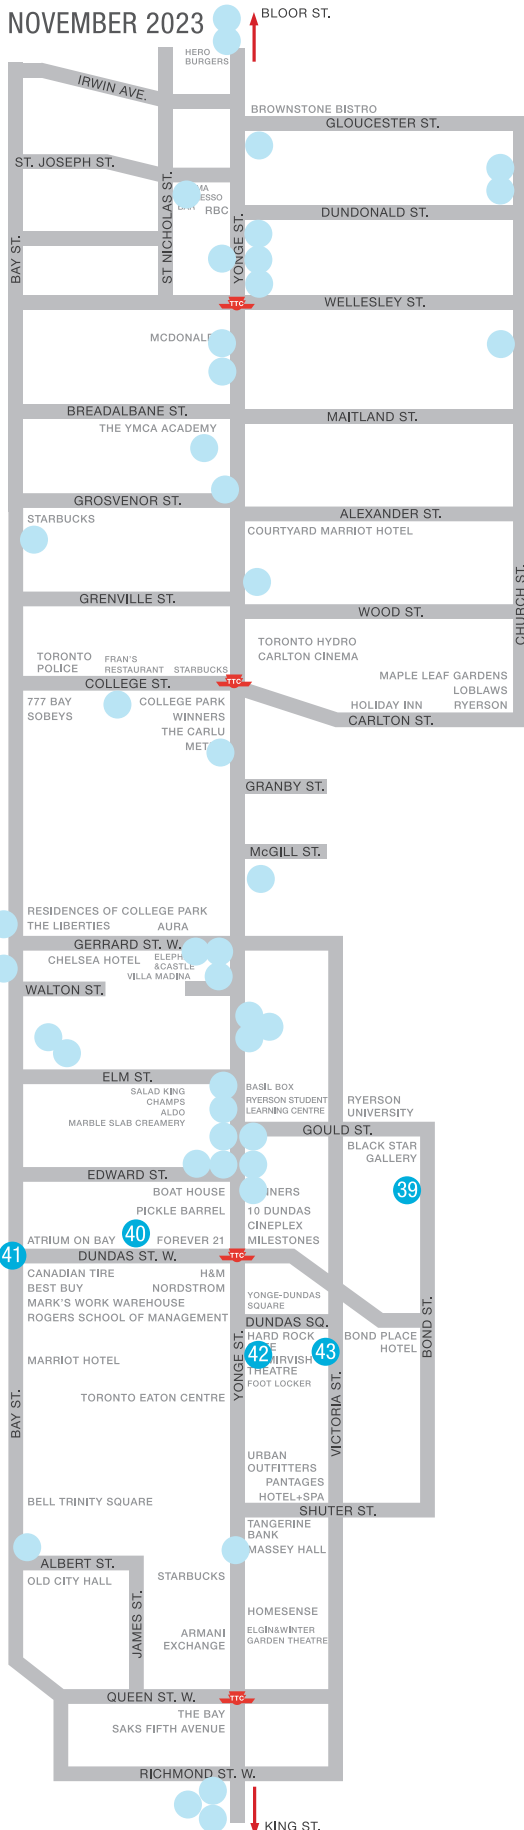 NOVEMBER 2023
BLOOR ST.
HERO
BURGERS
IRWIN AVE.
BROWNSTONE BISTRO
GLOUCESTER ST.
ST. JOSEPH ST.
ST NICHOLAS ST.
RBC
DUNDONALD ST.
BAY ST.
YONGE ST.
TTC
WELLESLEY ST.
BREADALBANE ST.
MAITLAND ST.
THE YMCA ACADEMY
GROSVENOR ST.
ALEXANDER ST.
STARBUCKS
COURTYARD MARRIOT HOTEL
GRENVILLE ST.
WOOD ST.
CHURCH ST.
TORONTO HYDRO
CARLTON CINEMA
TORONTO
POLICE
FRAN'S
RESTAURANT
STARBUCKS
COLLEGE ST.
TTC
MAPLE LEAF GARDENS
LOBLAWS
HOLIDAY INN
RYERSON
CARLTON ST.
777 BAY
SOBEYS
COLLEGE PARK
WINNERS
THE CARLU
GRANBY ST.
McGILL ST.
RESIDENCES OF COLLEGE PARK
THE LIBERTIES
AURA
GERRARD ST. W.
CHELSEA HOTEL
&CASTLE
VILLA MADINA
WALTON ST.
ELM ST.
SALAD KING
CHAMPS
ALDO
MARBLE SLAB CREAMERY
BASIL BOX
RYERSON STUDENT
LEARNING CENTRE
RYERSON
UNIVERSITY
GOULD ST.
BLACK STAR
GALLERY
EDWARD ST.
39
BOAT HOUSE
PICKLE BARREL
10 DUNDAS
CINEPLEX
MILESTONES
40
ATRIUM ON BAY
FOREVER 21
41
DUNDAS ST. W.
TTC
CANADIAN TIRE
H&M
BEST BUY
NORDSTROM
MARK'S WORK WAREHOUSE
ROGERS SCHOOL OF MANAGEMENT
YONGE-DUNDAS
SQUARE
DUNDAS SQ.
BOND ST.
HARD ROCK
42
MIRVISH
THEATRE
FOOT LOCKER
43
BOND PLACE
HOTEL
MARRIOT HOTEL
YONGE ST.
VICTORIA ST.
BAY ST.
TORONTO EATON CENTRE
URBAN
OUTFITTERS
PANTAGES
HOTEL+SPA
BELL TRINITY SQUARE
SHUTER ST.
TANGERINE
BANK
MASSEY HALL
ALBERT ST.
OLD CITY HALL
STARBUCKS
JAMES ST.
HOMESENSE
ARMANI
EXCHANGE
ELGIN&WINTER
GARDEN THEATRE
QUEEN ST. W.
TTC
THE BAY
SAKS FIFTH AVENUE
RICHMOND ST. W.
KING ST.